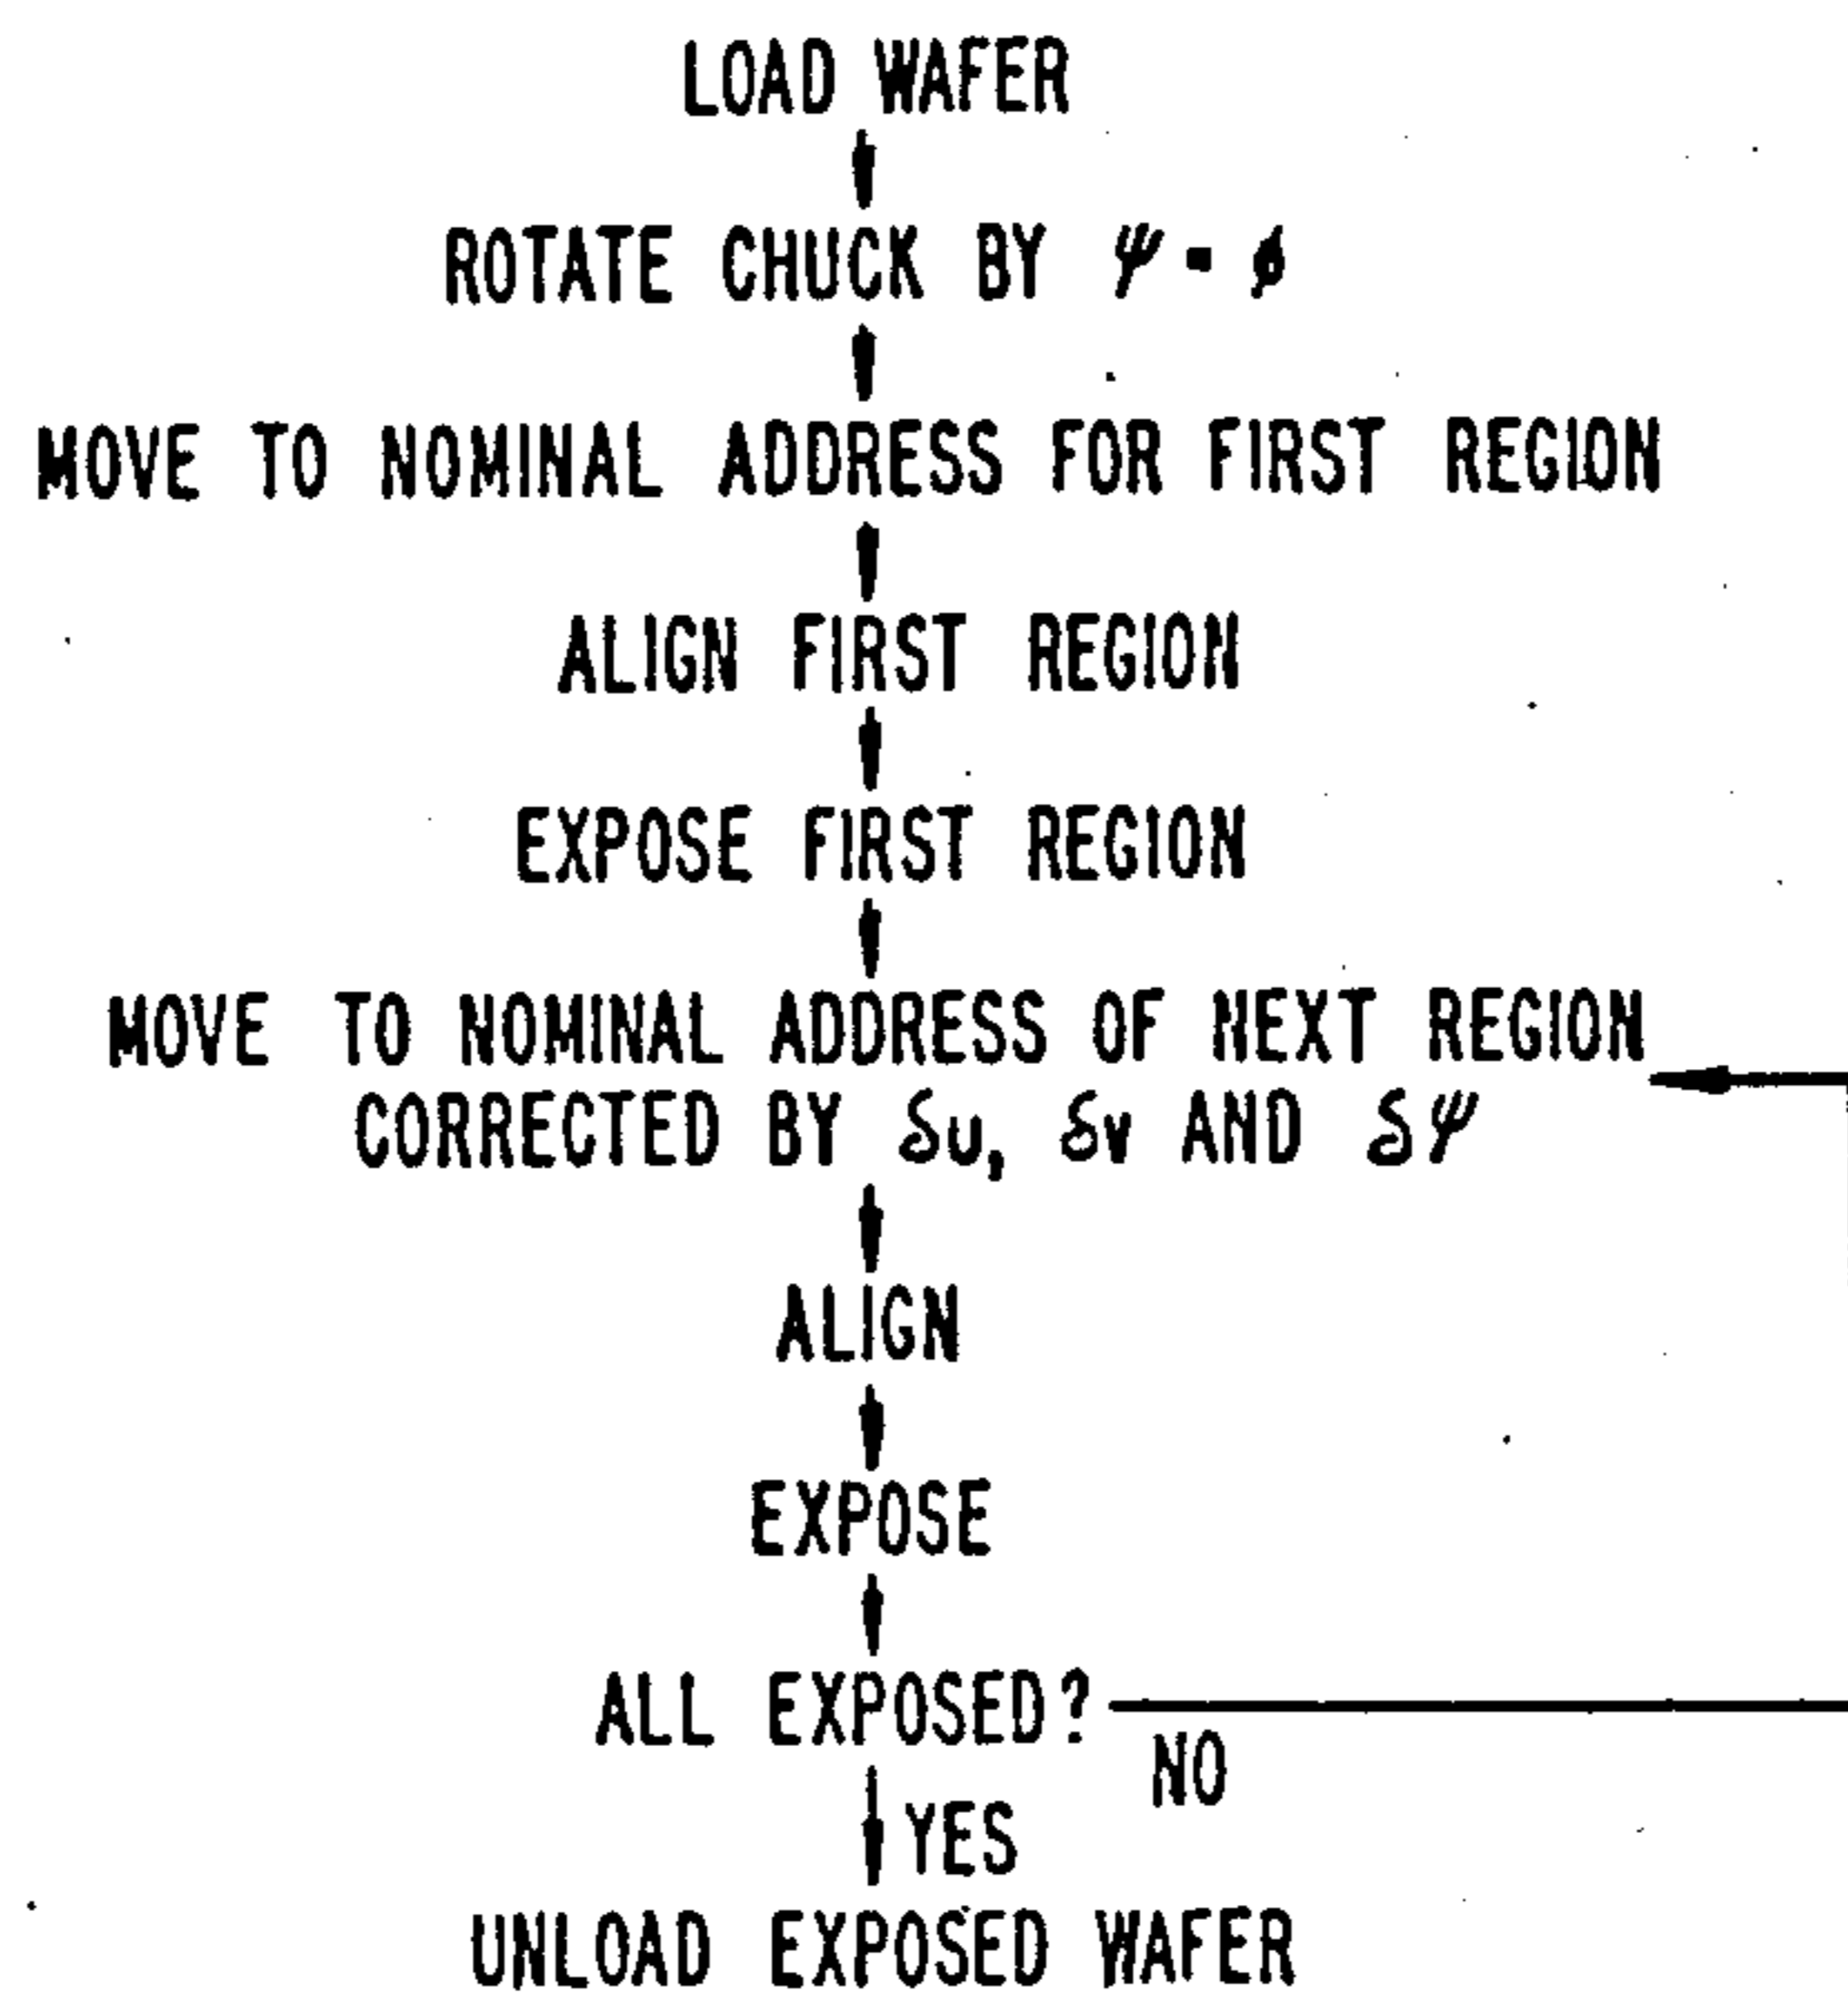 LOAD WAFER
ROTATE CHUCK BY ψ - ϕ
MOVE TO NOMINAL ADDRESS FOR FIRST REGION
ALIGN FIRST REGION
EXPOSE FIRST REGION
MOVE TO NOMINAL ADDRESS OF NEXT REGION
CORRECTED BY δu, δv AND δψ
ALIGN
EXPOSE
ALL EXPOSED?
NO
YES
UNLOAD EXPOSED WAFER